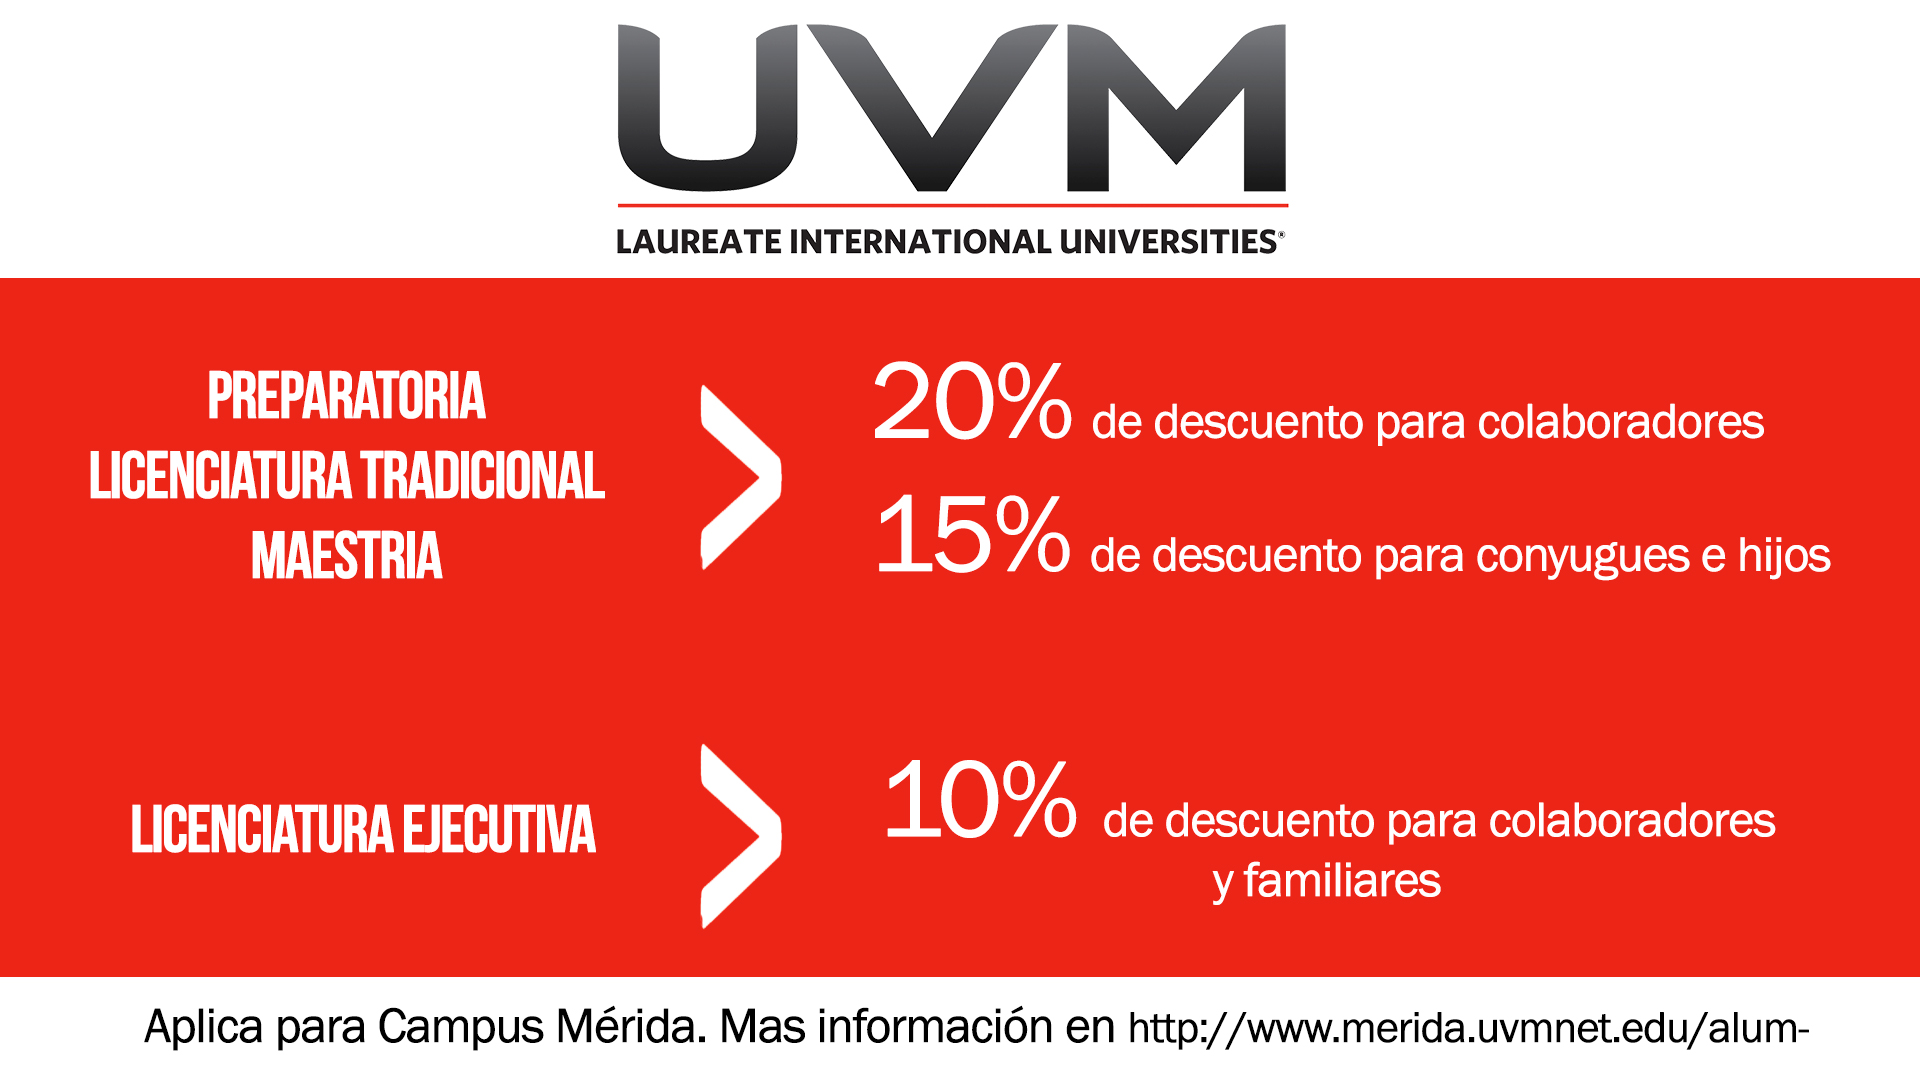 UVM
LAUREATE INTERNATIONAL UNIVERSITIES®
PREPARATORIA
LICENCIATURA TRADICIONAL
MAESTRIA
20% de descuento para colaboradores
15% de descuento para conyugues e hijos
LICENCIATURA EJECUTIVA
10% de descuento para colaboradores
y familiares
Aplica para Campus Mérida. Mas información en http://www.merida.uvmnet.edu/alum-